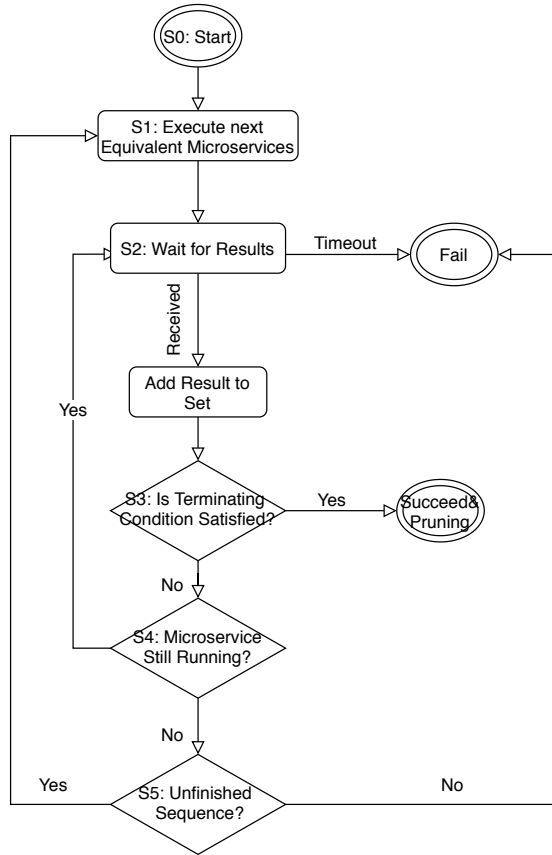 S0: Start
S1: Execute next
Equivalent Microservices
S2: Wait for Results
Timeout
Fail
Received
Add Result to
Set
Yes
S3: Is Terminating
Condition Satisfied?
Yes
Succeed&
Pruning
No
S4: Microservice
Still Running?
No
Yes
S5: Unfinished
Sequence?
No